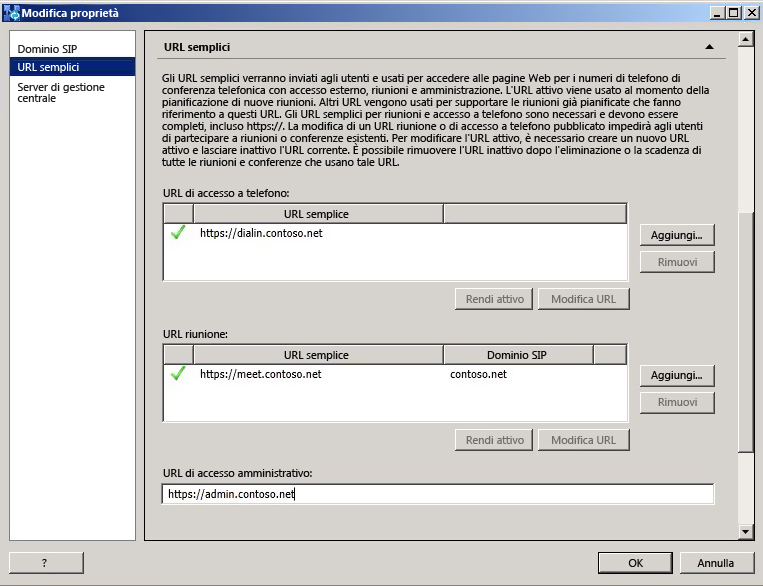 Modifica proprietà
Dominio SIP
URL semplici
Server di gestione
centrale
URL semplici
Gli URL semplici verranno inviati agli utenti e usati per accedere alle pagine Web per i numeri di telefono di
conferenza telefonica con accesso esterno, riunioni e amministrazione. L'URL attivo viene usato al momento della
pianificazione di nuove riunioni. Altri URL vengono usati per supportare le riunioni già pianificate che fanno
riferimento a questi URL. Gli URL semplici per riunioni e accesso a telefono sono necessari e devono essere
completi, incluso https://. La modifica di un URL riunione o di accesso a telefono pubblicato impedirà agli utenti
di partecipare a riunioni o conferenze esistenti. Per modificare l'URL attivo, è necessario creare un nuovo URL
attivo e lasciare inattivo l'URL corrente. È possibile rimuovere l'URL inattivo dopo l'eliminazione o la scadenza di
tutte le riunioni e conferenze che usano tale URL.
URL di accesso a telefono:
URL semplice
https://dialin.contoso.net
Aggiungi...
Rimuovi
Rendi attivo Modifica URL
URL riunione:
URL semplice Dominio SIP
https://meet.contoso.net contoso.net
Aggiungi...
Rimuovi
Rendi attivo Modifica URL
URL di accesso amministrativo:
https://admin.contoso.net
? OK Annulla